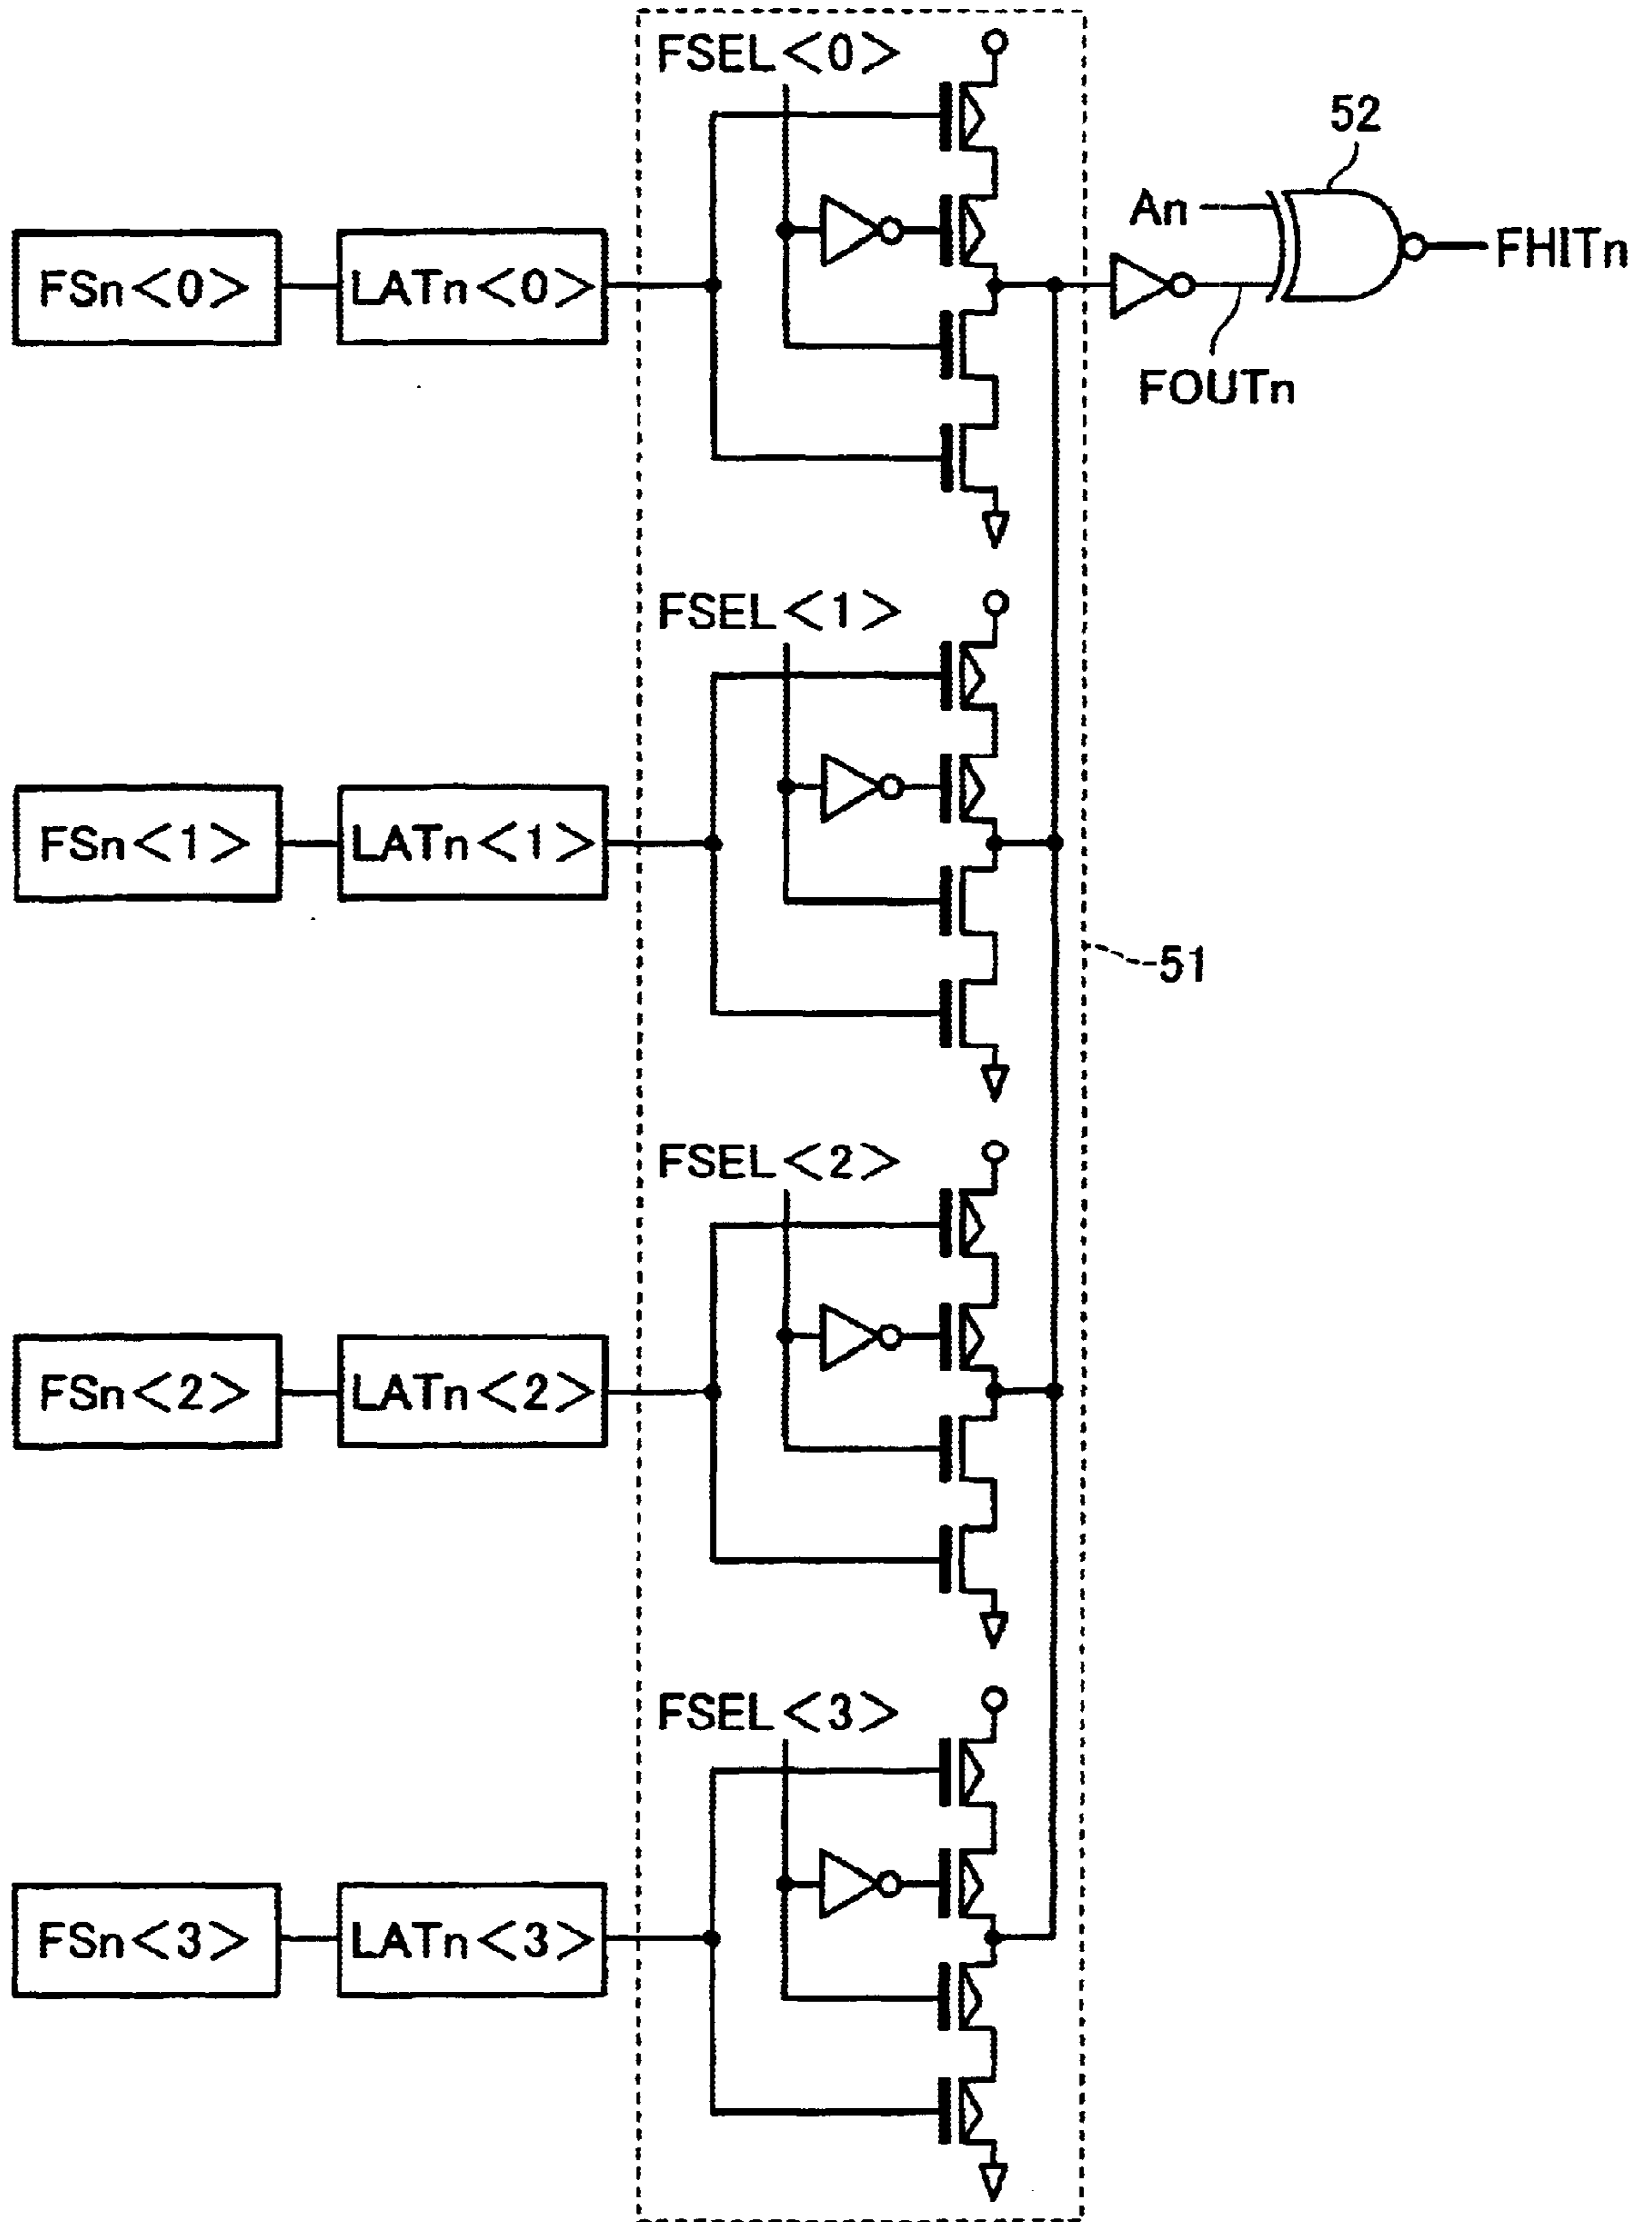 FSEL<0>
52
An
FHITn
FSn<0>
LATn<0>
FOUTn
FSEL<1>
FSn<1>
LATn<1>
51
FSEL<2>
FSn<2>
LATn<2>
FSEL<3>
FSn<3>
LATn<3>